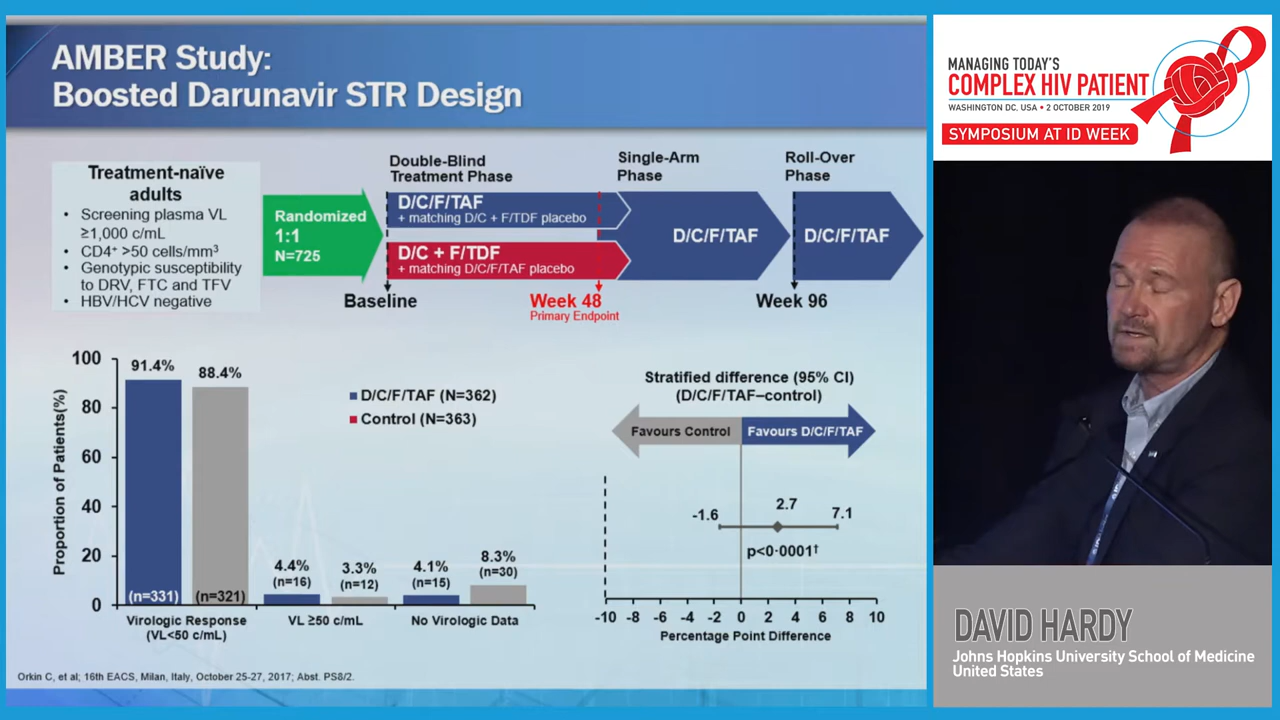 AMBER Study:
Boosted Darunavir STR Design
Treatment-naïve
adults
• Screening plasma VL
≥1,000 c/mL
• CD4⁺ >50 cells/mm³
• Genotypic susceptibility
to DRV, FTC and TFV
• HBV/HCV negative
Randomized
1:1
N=725
Double-Blind
Treatment Phase
Single-Arm
Phase
Roll-Over
Phase
D/C/F/TAF
+ matching D/C + F/TDF placebo
D/C + F/TDF
+ matching D/C/F/TAF placebo
D/C/F/TAF
D/C/F/TAF
Baseline
Week 48
Primary Endpoint
Week 96
Proportion of Patients(%)
100
80
60
40
20
0
91.4%
88.4%
(n=331)
(n=321)
4.4%
(n=16)
3.3%
(n=12)
4.1%
(n=15)
8.3%
(n=30)
Virologic Response
(VL<50 c/mL)
VL ≥50 c/mL
No Virologic Data
D/C/F/TAF (N=362)
Control (N=363)
Stratified difference (95% CI)
(D/C/F/TAF–control)
Favours Control
Favours D/C/F/TAF
-1.6
2.7
7.1
p<0·0001†
-10 -8 -6 -4 -2 0 2 4 6 8 10
Percentage Point Difference
Orkin C, et al; 16th EACS, Milan, Italy, October 25-27, 2017; Abst. PS8/2.
MANAGING TODAY'S
COMPLEX HIV PATIENT
WASHINGTON DC, USA • 2 OCTOBER 2019
SYMPOSIUM AT ID WEEK
DAVID HARDY
Johns Hopkins University School of Medicine
United States